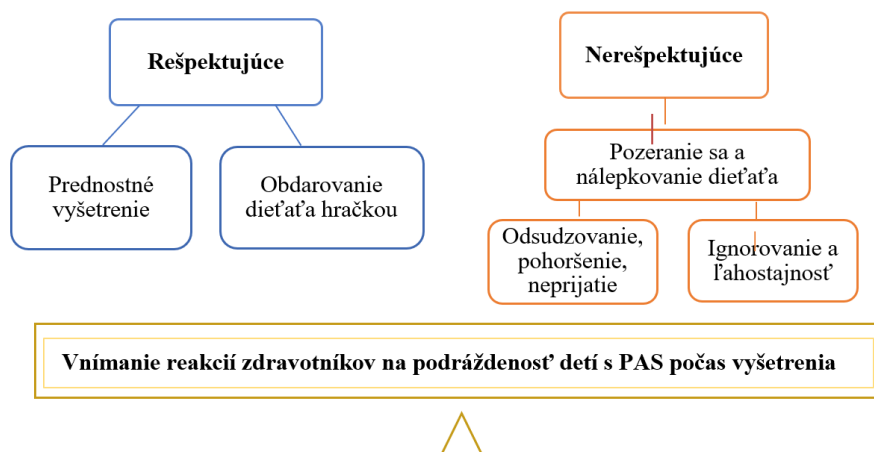 Rešpektujúce
Nerešpektujúce
Prednostné
vyšetrenie
Obdarovanie
dieťaťa hračkou
Pozeranie sa a
nálepkovanie dieťaťa
Odsudzovanie,
pohoršenie,
neprijatie
Ignorovanie a
ľahostajnosť
Vnímanie reakcií zdravotníkov na podráždenosť detí s PAS počas vyšetrenia